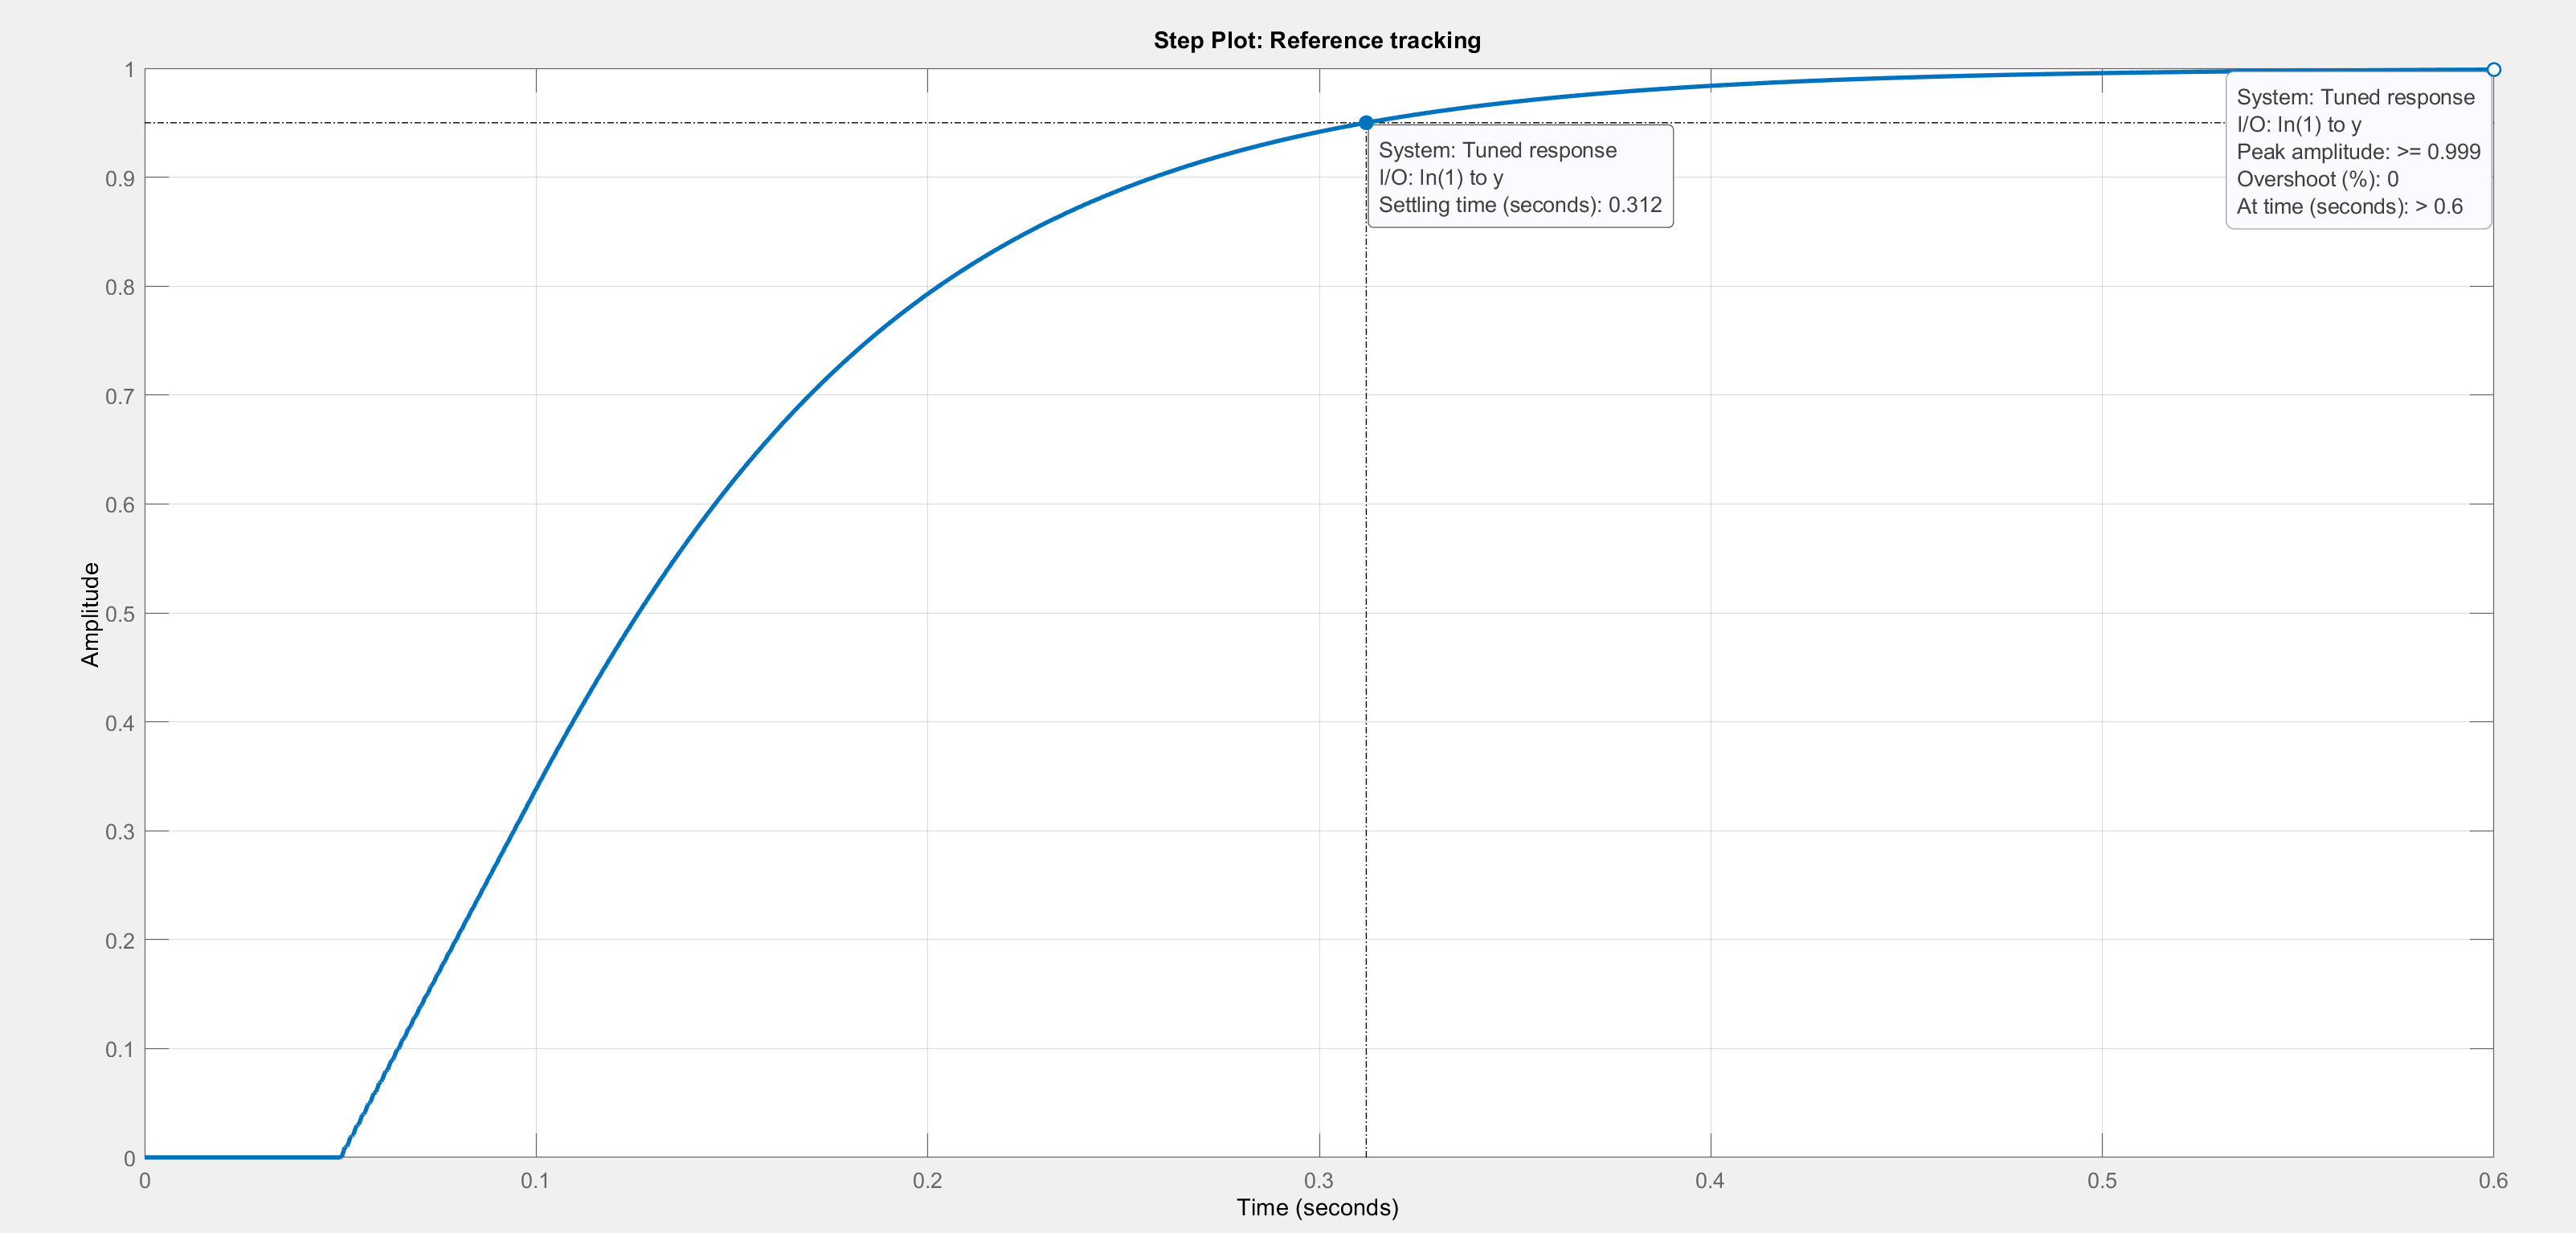 Step Plot: Reference tracking
1
0.9
0.8
0.7
0.6
0.5
0.4
0.3
0.2
0.1
0
Amplitude
System: Tuned response
I/O: In(1) to y
Settling time (seconds): 0.312
System: Tuned response
I/O: In(1) to y
Peak amplitude: >= 0.999
Overshoot (%): 0
At time (seconds): > 0.6
0 0.1 0.2 0.3 0.4 0.5 0.6
Time (seconds)